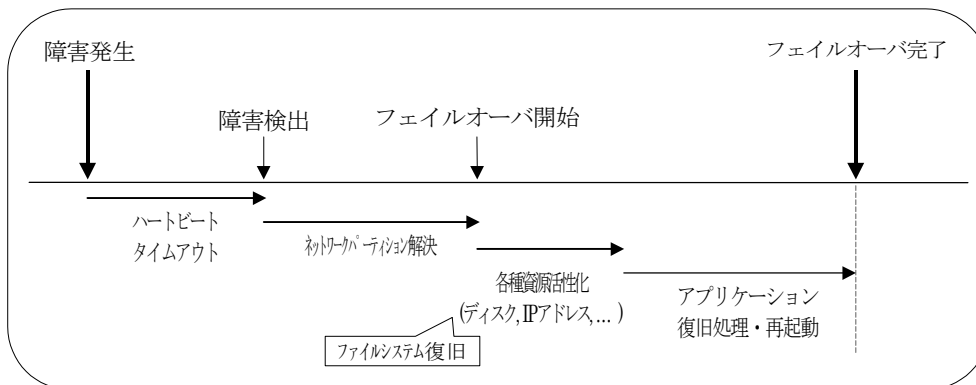 障害発生
フェイルオーバ完了
障害検出
フェイルオーバ開始
ハートビート
タイムアウト
ネットワークパーティション解決
各種資源活性化
(ディスク,IPアドレス,…)
アプリケーション
復旧処理・再起動
ファイルシステム復旧